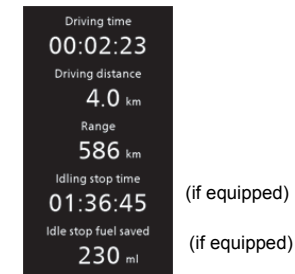 Driving time
00:02:23
Driving distance
4.0 km
Range
586 km
Idling stop time
01:36:45
(if equipped)
Idle stop fuel saved
(if equipped)
230 ml